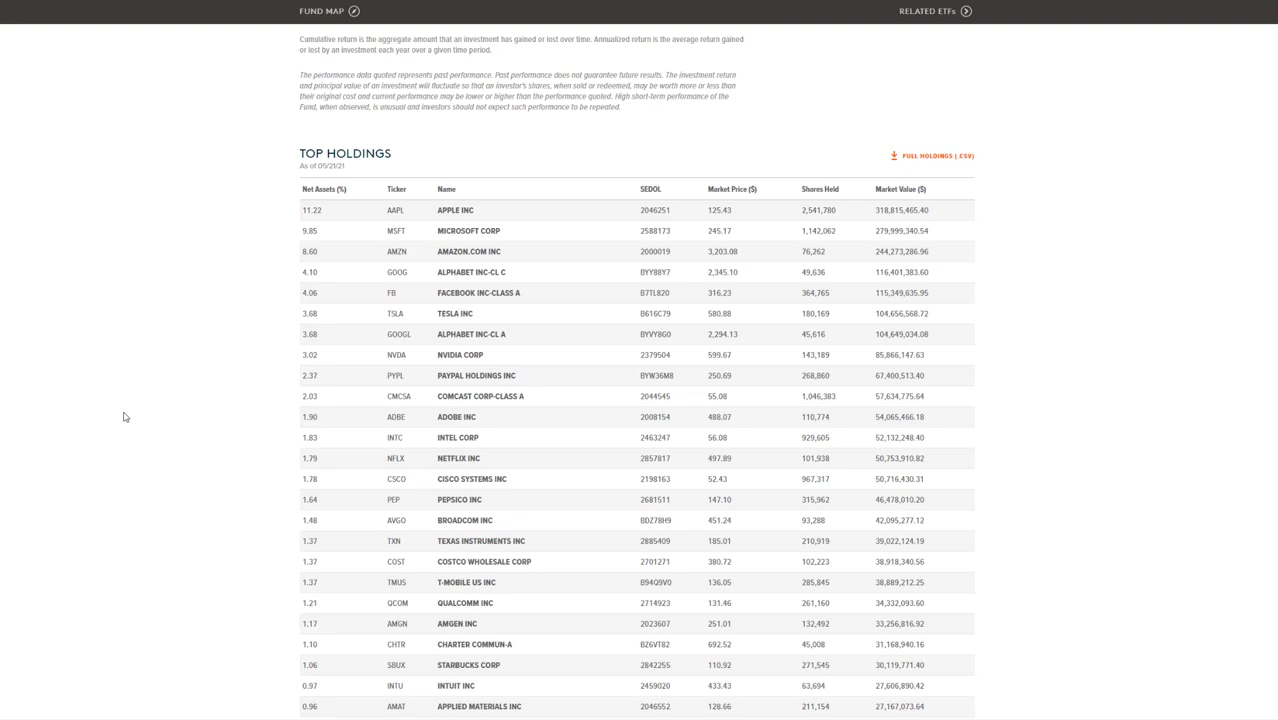 FUND MAP RELATED ETFs
Cumulative return is the aggregate amount that an investment has gained or lost over time. Annualized return is the average return gained
or lost by an investment each year over a given time period.
The performance data quoted represents past performance. Past performance does not guarantee future results. The investment return
and principal value of an investment will fluctuate so that an investor's shares, when sold or redeemed, may be worth more or less than
their original cost and current performance may be lower or higher than the performance quoted. High short-term performance of the
Fund, when observed, is unusual and investors should not expect such performance to be repeated.
TOP HOLDINGS
As of 05/21/21
FULL HOLDINGS (.CSV)
Net Assets (%) Ticker Name SEDOL Market Price ($) Shares Held Market Value ($)
11.22 AAPL APPLE INC 2046251 125.43 2,541,780 318,815,465.40
9.85 MSFT MICROSOFT CORP 2588173 245.17 1,142,062 279,999,340.54
8.60 AMZN AMAZON.COM INC 2000019 3,203.08 76,262 244,273,286.96
4.10 GOOG ALPHABET INC-CL C BYY88Y7 2,345.10 49,636 116,401,383.60
4.06 FB FACEBOOK INC-CLASS A B7TL820 316.23 364,765 115,349,635.95
3.68 TSLA TESLA INC B616C79 580.88 180,169 104,656,568.72
3.68 GOOGL ALPHABET INC-CL A BYVY8G0 2,294.13 45,616 104,649,034.08
3.02 NVDA NVIDIA CORP 2379504 599.67 143,189 85,866,147.63
2.37 PYPL PAYPAL HOLDINGS INC BYW36M8 250.69 268,860 67,400,513.40
2.03 CMCSA COMCAST CORP-CLASS A 2044545 55.08 1,046,383 57,634,775.64
1.90 ADBE ADOBE INC 2008154 488.07 110,774 54,065,466.18
1.83 INTC INTEL CORP 2463247 56.08 929,605 52,132,248.40
1.79 NFLX NETFLIX INC 2857817 497.89 101,938 50,753,910.82
1.78 CSCO CISCO SYSTEMS INC 2198163 52.43 967,317 50,716,430.31
1.64 PEP PEPSICO INC 2681511 147.10 315,962 46,478,010.20
1.48 AVGO BROADCOM INC BDZ78H9 451.24 93,288 42,095,277.12
1.37 TXN TEXAS INSTRUMENTS INC 2885409 185.01 210,919 39,022,124.19
1.37 COST COSTCO WHOLESALE CORP 2701271 380.72 102,223 38,918,340.56
1.37 TMUS T-MOBILE US INC B94Q9V0 136.05 285,845 38,889,212.25
1.21 QCOM QUALCOMM INC 2714923 131.46 261,160 34,332,093.60
1.17 AMGN AMGEN INC 2023607 251.01 132,492 33,256,816.92
1.10 CHTR CHARTER COMMUN-A BZ6VT82 692.52 45,008 31,168,940.16
1.06 SBUX STARBUCKS CORP 2842255 110.92 271,545 30,119,771.40
0.97 INTU INTUIT INC 2459020 433.43 63,694 27,606,890.42
0.96 AMAT APPLIED MATERIALS INC 2046552 128.66 211,154 27,167,073.64